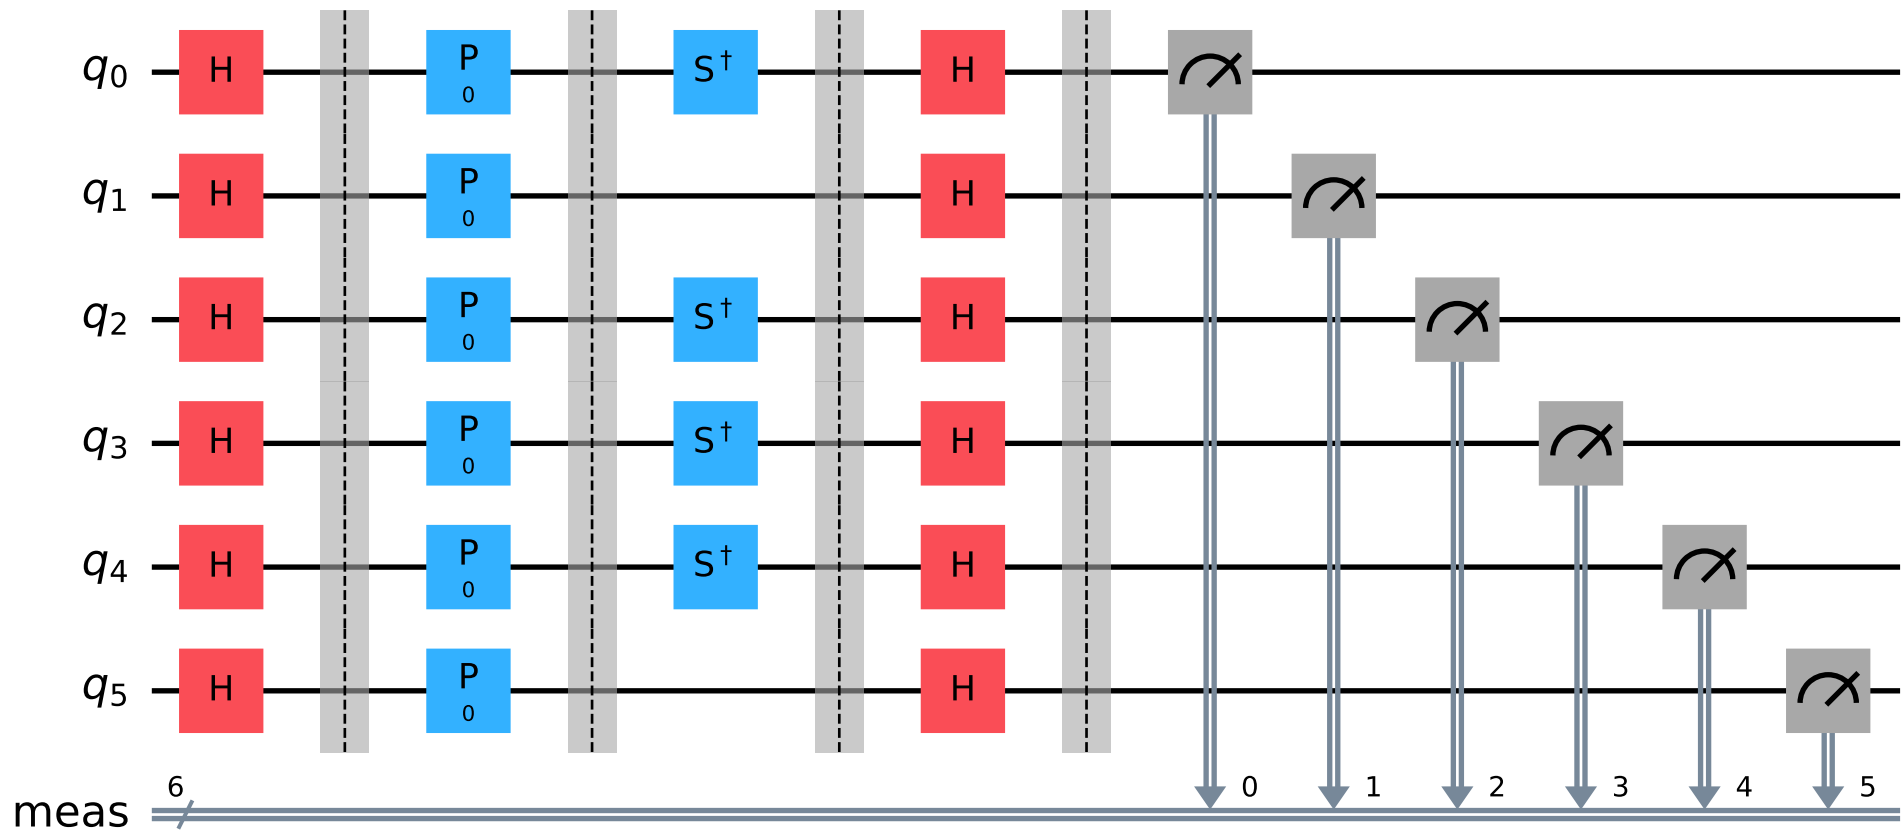 q0 H P 0 S† H
q1 H P 0 H
q2 H P 0 S† H
q3 H P 0 S† H
q4 H P 0 S† H
q5 H P 0 H
6 0 1 2 3 4 5
meas